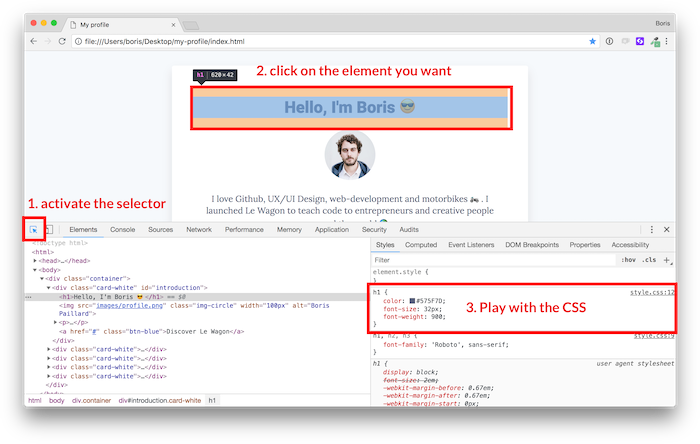 My profile
Boris
file:///Users/boris/Desktop/my-profile/index.html
2. click on the element you want
h1 | 620×42
Hello, I'm Boris 😎
1. activate the selector
I love Github, UX/UI Design, web-development and motorbikes 🏍 . I
launched Le Wagon to teach code to entrepreneurs and creative people
Elements Console Sources Network Performance Memory Application Security Audits
<!doctype html>
<html>
<head>…</head>
<body>
<div class="container">
<div class="card-white" id="introduction">
<h1>Hello, I'm Boris 😎 </h1> == $0
<img src="images/profile.png" class="img-circle" width="100px" alt="Boris
Paillard">
<p>…</p>
<a href="#" class="btn-blue">Discover Le Wagon</a>
</div>
<div class="card-white">…</div>
<div class="card-white">…</div>
<div class="card-white">…</div>
</div>
</body>
html body div.container div#introduction.card-white h1
Styles Computed Event Listeners DOM Breakpoints Properties Accessibility
Filter :hov .cls +
element.style {
}
h1 { style.css:12
color: #575F7D;
font-size: 32px;
font-weight: 900;
}
3. Play with the CSS
h1, h2, h3 { style.css:9
font-family: 'Roboto', sans-serif;
}
h1 { user agent stylesheet
display: block;
font-size: 2em;
-webkit-margin-before: 0.67em;
-webkit-margin-after: 0.67em;
-webkit-margin-start: 0px;